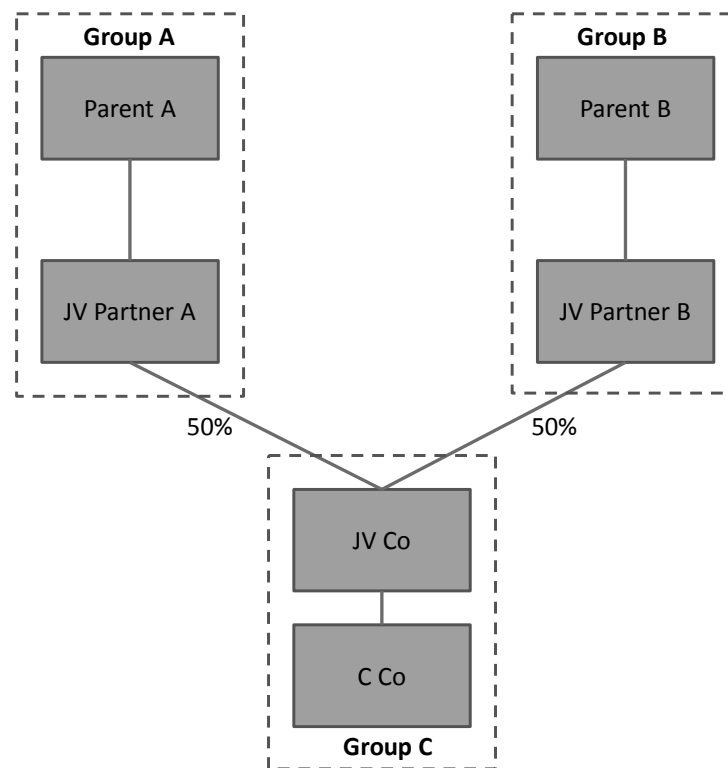 Group A
Group B
Parent A
Parent B
JV Partner A
JV Partner B
50%
50%
JV Co
C Co
Group C